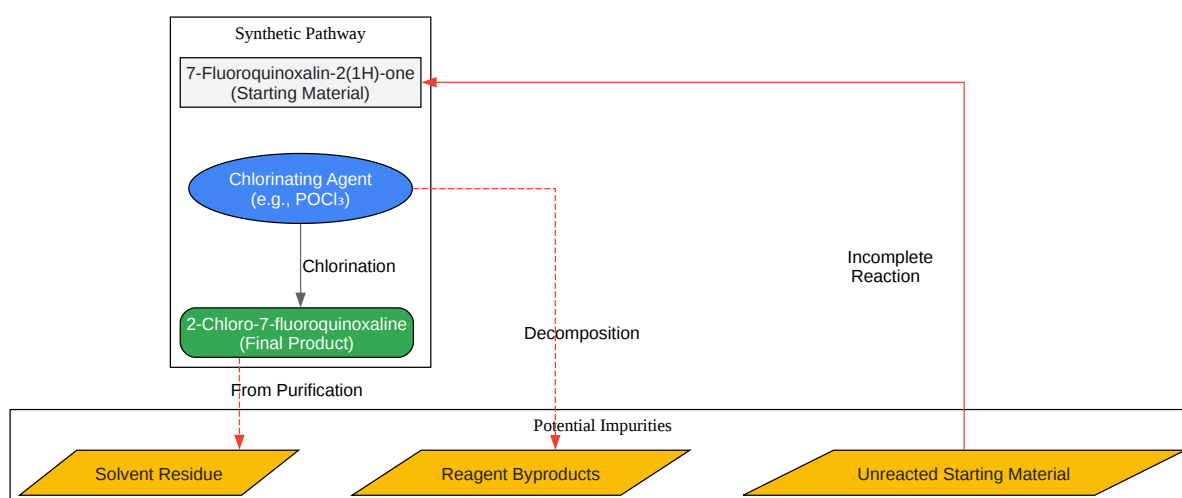 Synthetic Pathway
7-Fluoroquinoxalin-2(1H)-one
(Starting Material)
Chlorinating Agent
(e.g., POCl₃)
Chlorination
Incomplete
Reaction
2-Chloro-7-fluoroquinoxaline
(Final Product)
Decomposition
From Purification
Potential Impurities
Solvent Residue
Reagent Byproducts
Unreacted Starting Material